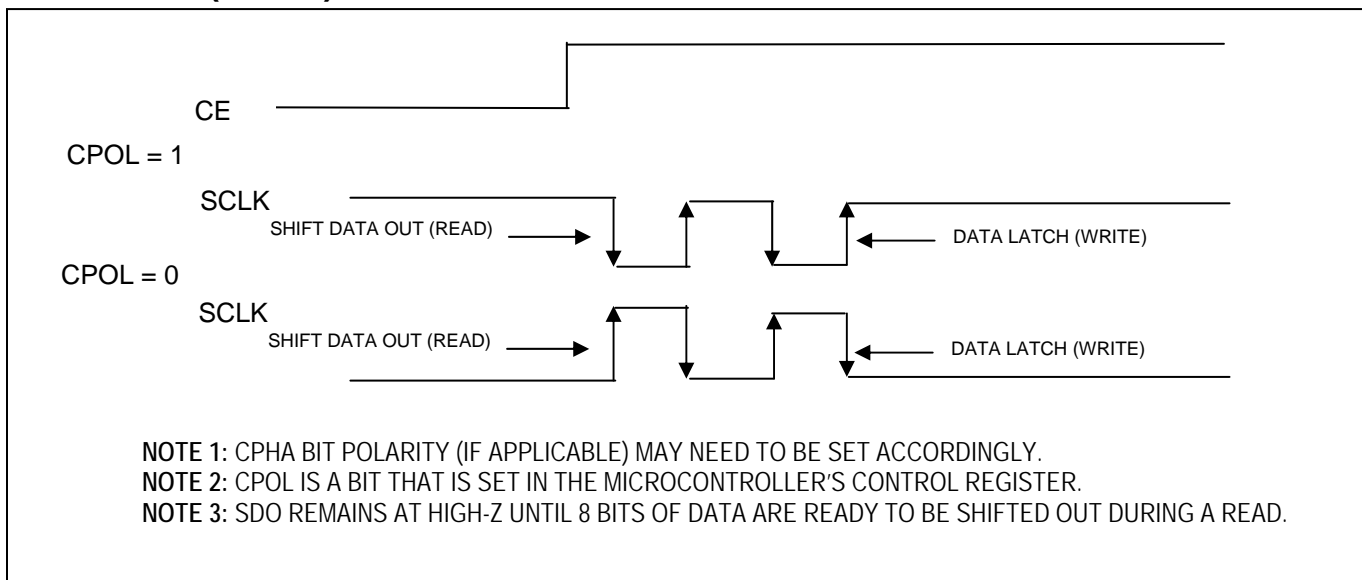 CE
CPOL = 1
SCLK
SHIFT DATA OUT (READ)
DATA LATCH (WRITE)
CPOL = 0
SCLK
SHIFT DATA OUT (READ)
DATA LATCH (WRITE)
NOTE 1: CPHA BIT POLARITY (IF APPLICABLE) MAY NEED TO BE SET ACCORDINGLY.
NOTE 2: CPOL IS A BIT THAT IS SET IN THE MICROCONTROLLER'S CONTROL REGISTER.
NOTE 3: SDO REMAINS AT HIGH-Z UNTIL 8 BITS OF DATA ARE READY TO BE SHIFTED OUT DURING A READ.